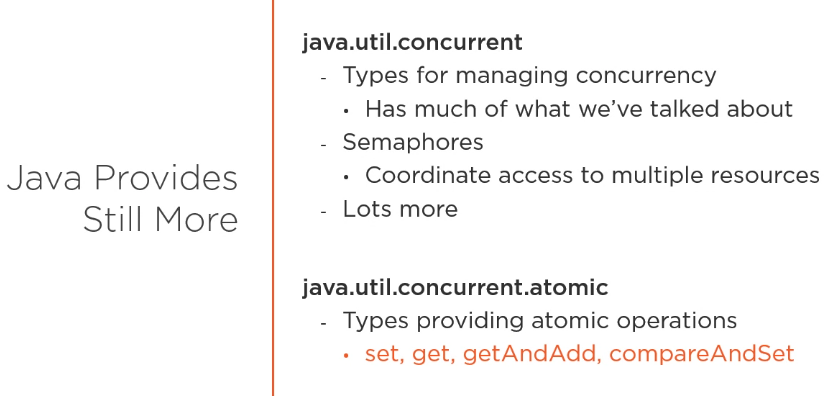 Java Provides
Still More
java.util.concurrent
- Types for managing concurrency
• Has much of what we’ve talked about
- Semaphores
• Coordinate access to multiple resources
- Lots more
java.util.concurrent.atomic
- Types providing atomic operations
• set, get, getAndAdd, compareAndSet